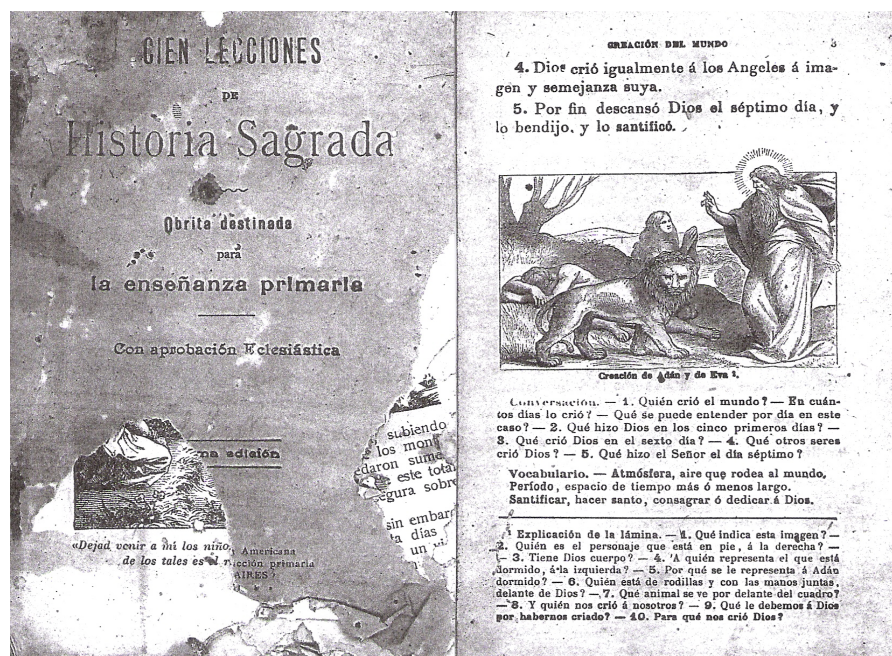 CIEN LECCIONES
DE
Historia Sagrada
Obrita destinada
para
la enseñanza primaria
Con aprobación Eclesiástica
ma edición
«Dejad venir á mí los niño
de los tales es el r
Americana
cción primaria
AIRES
subiendo
los mon
daron sume
este tota
gura sobre
sin embar
ta días
un
CREACIÓN DEL MUNDO 3
4. Dios crió igualmente á los Angeles á ima-
gen y semejanza suya.
5. Por fin descansó Dios el séptimo día, y
lo bendijo, y lo santificó.
Creación de Adán y de Eva ¹.
Conversación. — 1. Quién crió el mundo? — En cuán-
tos días lo crió? — Qué se puede entender por día en este
caso? — 2. Qué hizo Dios en los cinco primeros días? —
3. Qué crió Dios en el sexto día? — 4. Qué otros seres
crió Dios? — 5. Qué hizo el Señor el día séptimo?
Vocabulario. — Atmósfera, aire que rodea al mundo.
Período, espacio de tiempo más ó menos largo.
Santificar, hacer santo, consagrar ó dedicar á Dios.
¹ Explicación de la lámina. — 1. Qué indica esta imagen? —
2. Quién es el personaje que está en pie, á la derecha? —
— 3. Tiene Dios cuerpo? — 4. A quién representa el que está
dormido, á la izquierda? — 5. Por qué se le representa á Adán
dormido? — 6. Quién está de rodillas y con las manos juntas,
delante de Dios? — 7. Qué animal se ve por delante del cuadro?
— 8. Y quién nos crió á nosotros? — 9. Qué le debemos á Dios
por habernos criado? — 10. Para qué nos crió Dios?